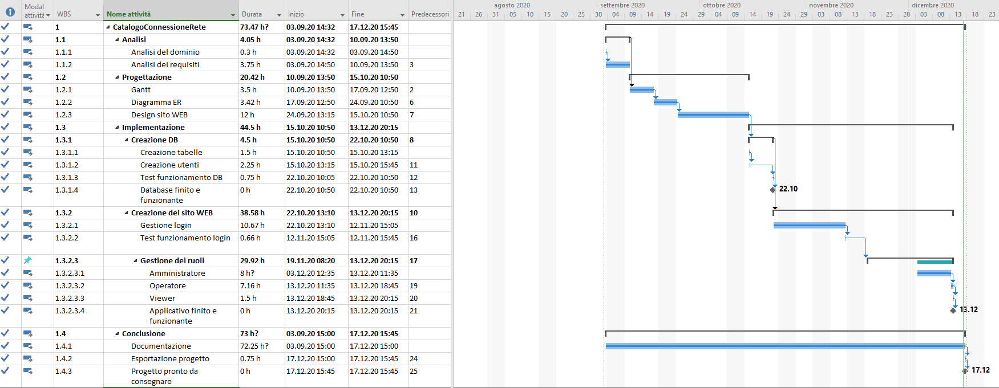 Modal attività WBS Nome attività Durata Inizio Fine Predecessori
agosto 2020 settembre 2020 ottobre 2020 novembre 2020 dicembre 2020
21 26 31 05 10 15 20 25 30 04 09 14 19 24 29 04 09 14 19 24 29 03 08 13 18 23 28 03 08 13 18 23
1 CatalogoConnessioneRete 73.47 h? 03.09.20 14:32 17.12.20 15:45
1.1 Analisi 4.05 h 03.09.20 14:32 10.09.20 13:50
1.1.1 Analisi del dominio 0.3 h 03.09.20 14:32 03.09.20 14:50
1.1.2 Analisi dei requisiti 3.75 h 03.09.20 14:50 10.09.20 13:50 3
1.2 Progettazione 20.42 h 10.09.20 13:50 15.10.20 10:50
1.2.1 Gantt 3.5 h 10.09.20 13:50 17.09.20 12:50 2
1.2.2 Diagramma ER 3.42 h 17.09.20 12:50 24.09.20 10:50 6
1.2.3 Design sito WEB 12 h 24.09.20 13:15 15.10.20 10:50 7
1.3 Implementazione 44.5 h 15.10.20 10:50 13.12.20 20:15
1.3.1 Creazione DB 4.5 h 15.10.20 10:50 22.10.20 10:50 8
1.3.1.1 Creazione tabelle 1.5 h 15.10.20 10:50 15.10.20 13:15
1.3.1.2 Creazione utenti 2.25 h 15.10.20 13:15 15.10.20 15:45 11
1.3.1.3 Test funzionamento DB 0.75 h 22.10.20 10:05 22.10.20 10:50 12
1.3.1.4 Database finito e 0 h 22.10.20 10:50 22.10.20 10:50 13 22.10
funzionante
1.3.2 Creazione del sito WEB 38.58 h 22.10.20 13:10 13.12.20 20:15 10
1.3.2.1 Gestione login 10.67 h 22.10.20 13:10 12.11.20 15:05
1.3.2.2 Test funzionamento login 0.66 h 12.11.20 15:05 12.11.20 15:45 16
1.3.2.3 Gestione dei ruoli 29.92 h 19.11.20 08:20 13.12.20 20:15 17
1.3.2.3.1 Amministratore 8 h? 03.12.20 12:35 13.12.20 11:35
1.3.2.3.2 Operatore 7.16 h 13.12.20 11:35 13.12.20 18:45 19
1.3.2.3.3 Viewer 1.5 h 13.12.20 18:45 13.12.20 20:15 20
1.3.2.3.4 Applicativo finito e 0 h 13.12.20 20:15 13.12.20 20:15 21 13.12
funzionante
1.4 Conclusione 73 h? 03.09.20 15:00 17.12.20 15:45
1.4.1 Documentazione 72.25 h? 03.09.20 15:00 17.12.20 15:00
1.4.2 Esportazione progetto 0.75 h 17.12.20 15:00 17.12.20 15:45 24
1.4.3 Progetto pronto da 0 h 17.12.20 15:45 17.12.20 15:45 25 17.12
consegnare